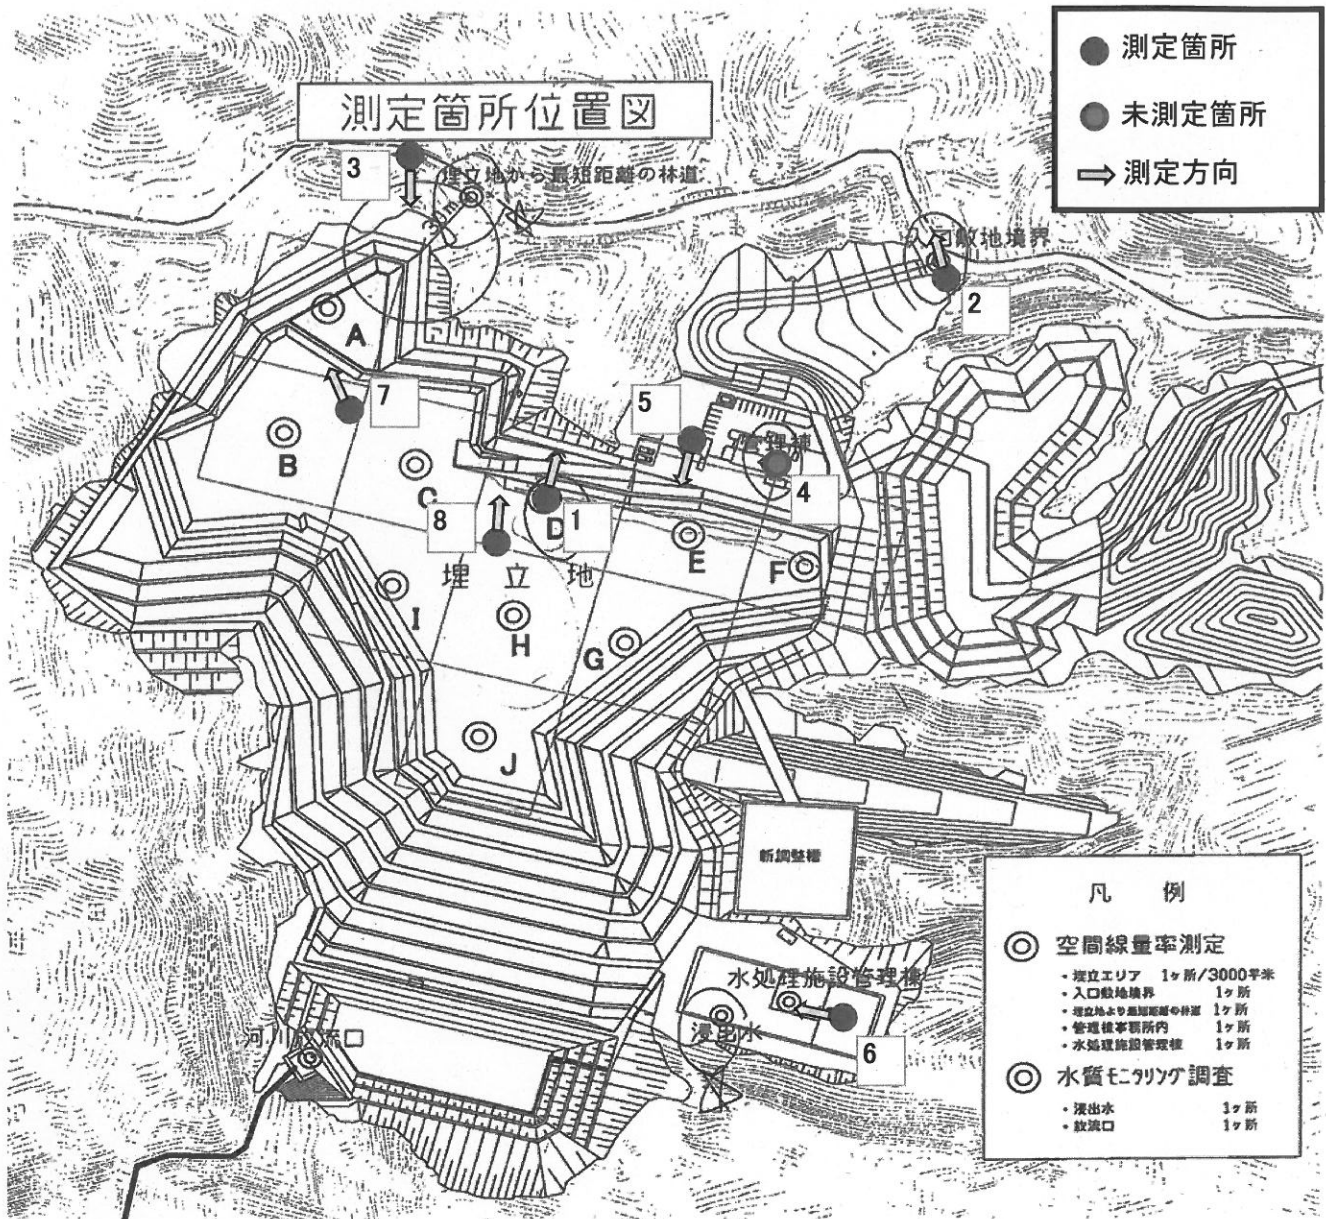 測定箇所
未測定箇所
測定方向
測定箇所位置図
3
埋立地から最短距離の林道
30m
入口敷地境界
2
A
7
5
管理棟
4
B
C
8
D
1
E
F
埋立地
I
H
G
J
新調整槽
水処理施設管理棟
浸出水
6
河川放流口
凡 例
空間線量率測定
・埋立エリア 1ヶ所/3000平米
・入口敷地境界 1ヶ所
・埋立地より最短距離の林道 1ヶ所
・管理棟事務所内 1ヶ所
・水処理施設管理棟 1ヶ所
水質モニタリング調査
・浸出水 1ヶ所
・放流口 1ヶ所